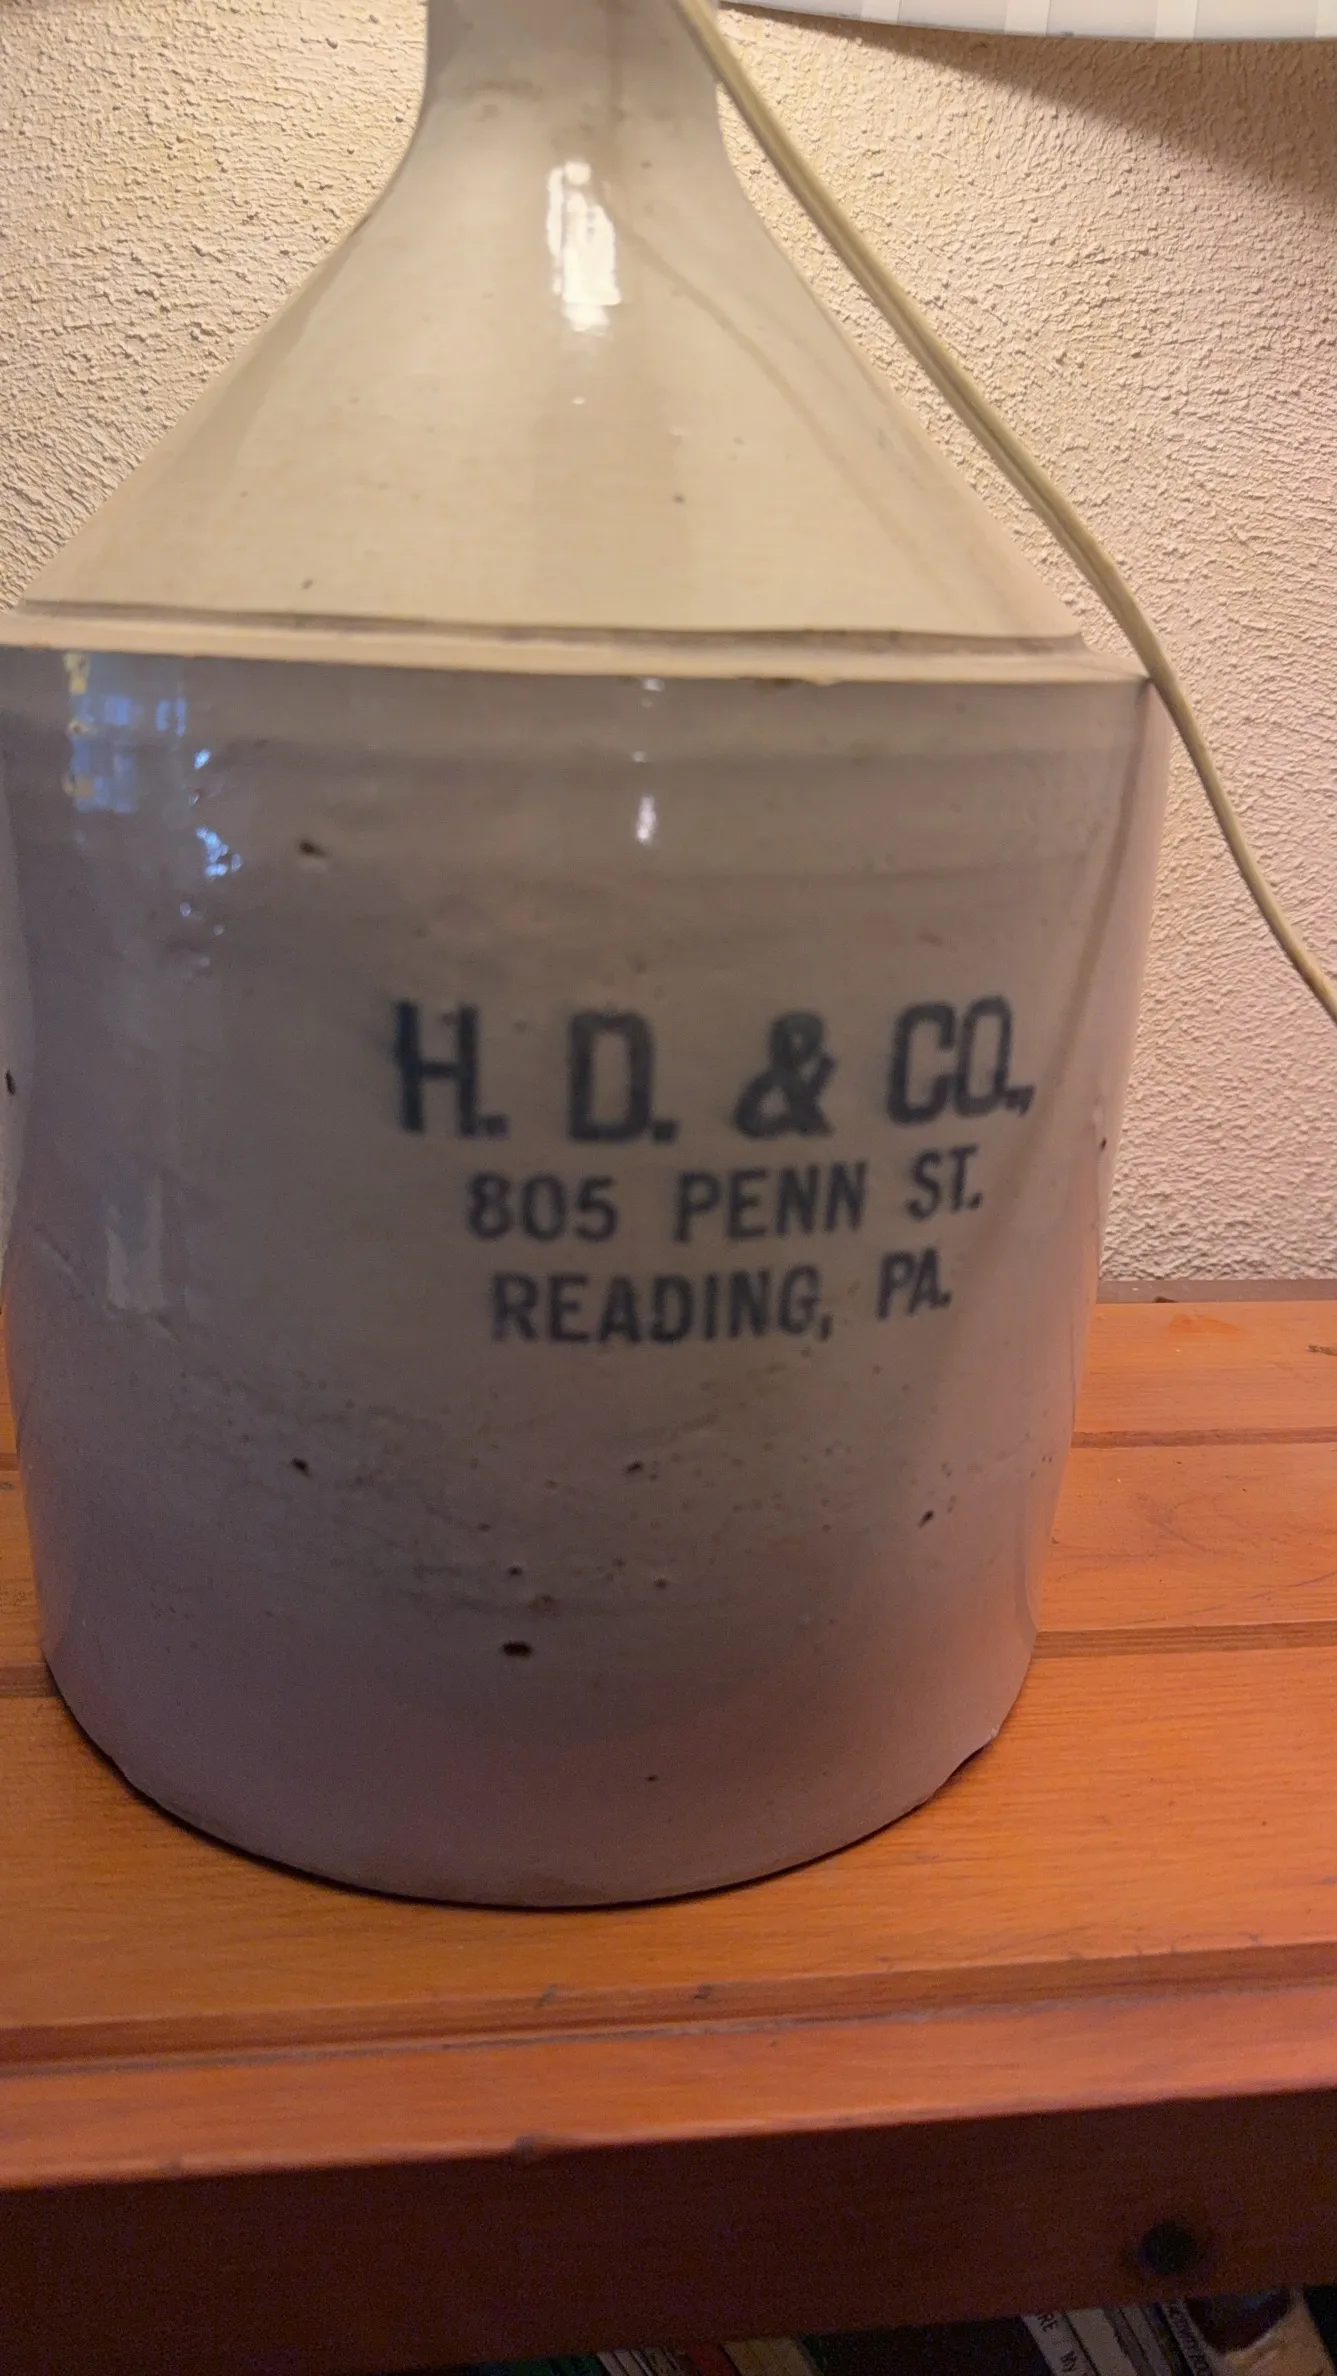 H. D. & CO.,
805 PENN ST.
READING, PA.